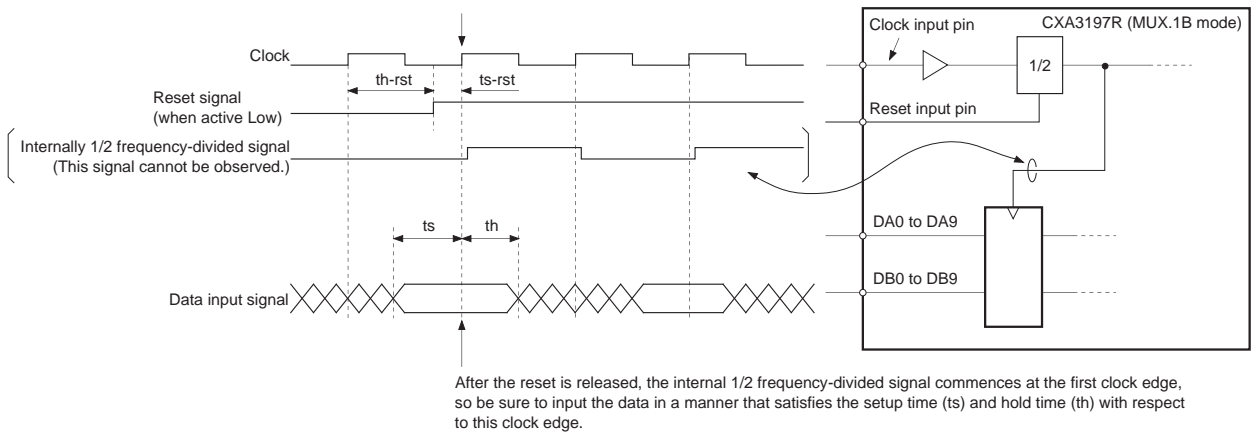 Clock input pin
CXA3197R (MUX.1B mode)
Clock
1/2
th-rst
ts-rst
Reset signal
(when active Low)
Reset input pin
Internally 1/2 frequency-divided signal
(This signal cannot be observed.)
ts
th
DA0 to DA9
DB0 to DB9
Data input signal
After the reset is released, the internal 1/2 frequency-divided signal commences at the first clock edge,
so be sure to input the data in a manner that satisfies the setup time (ts) and hold time (th) with respect
to this clock edge.